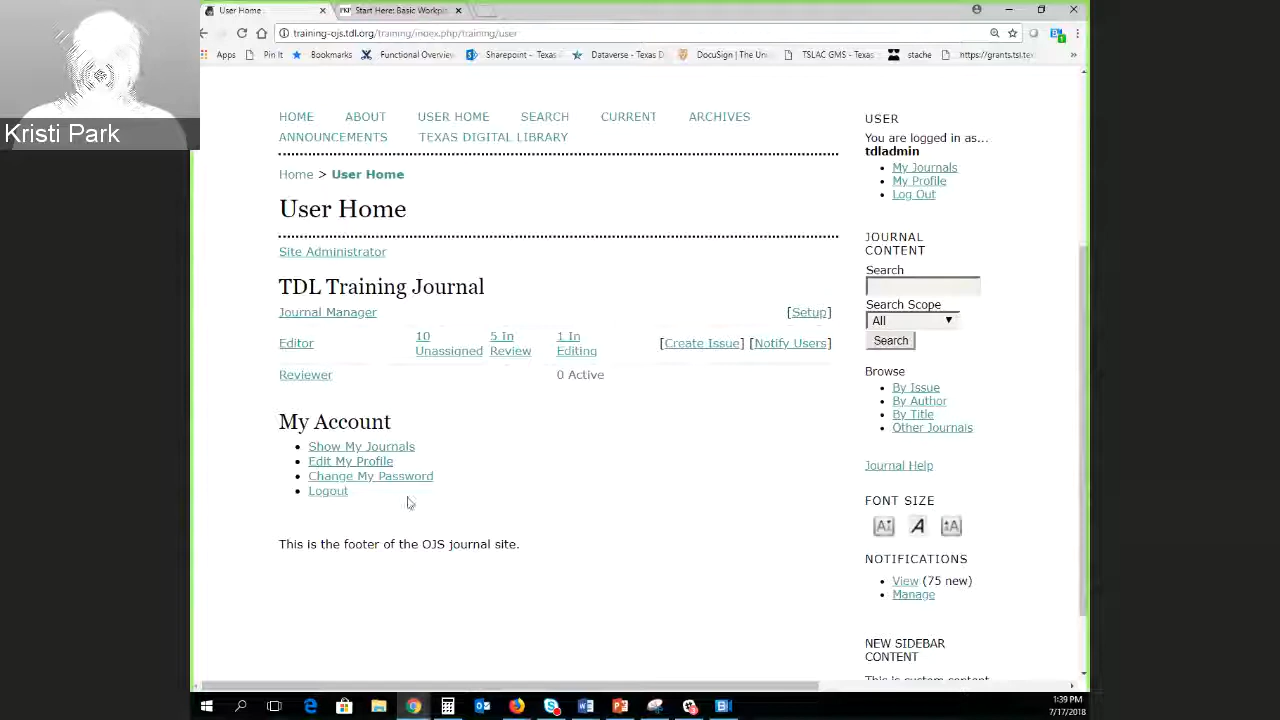 User Home
Start Here: Basic Workpl
training-ojs.tdl.org/training/index.php/training/user
Apps
Pin It
Bookmarks
Functional Overview
Sharepoint - Texas
Dataverse - Texas D
DocuSign | The Un
TSLAC GMS - Texas
stache
https://grants.tsl.tex
Kristi Park
HOME ABOUT USER HOME SEARCH CURRENT ARCHIVES
ANNOUNCEMENTS TEXAS DIGITAL LIBRARY
Home > User Home
User Home
Site Administrator
TDL Training Journal
Journal Manager [Setup]
Editor 10 Unassigned 5 In Review 1 In Editing [Create Issue] [Notify Users]
Reviewer 0 Active
My Account
Show My Journals
Edit My Profile
Change My Password
Logout
This is the footer of the OJS journal site.
USER
You are logged in as...
tdladmin
My Journals
My Profile
Log Out
JOURNAL
CONTENT
Search
Search Scope
All
Search
Browse
By Issue
By Author
By Title
Other Journals
Journal Help
FONT SIZE
NOTIFICATIONS
View (75 new)
Manage
NEW SIDEBAR
CONTENT
This is custom content
1:39 PM
7/17/2018